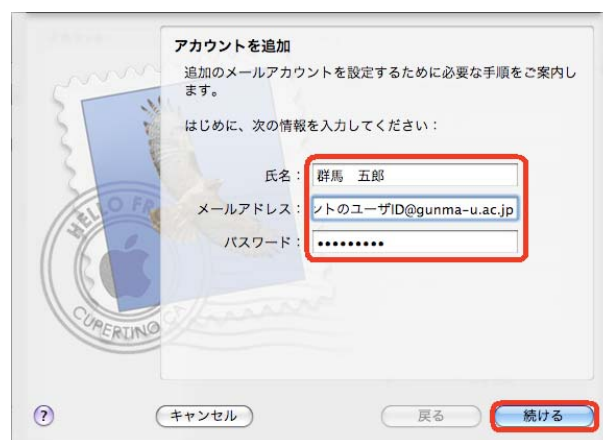 アカウントを追加
追加のメールアカウントを設定するために必要な手順をご案内し
ます。
はじめに、次の情報を入力してください：
氏名： 群馬　五郎
メールアドレス： ントのユーザID@gunma-u.ac.jp
パスワード： •••••••••
HELLO FR
CUPERTINO CA
? キャンセル 戻る 続ける